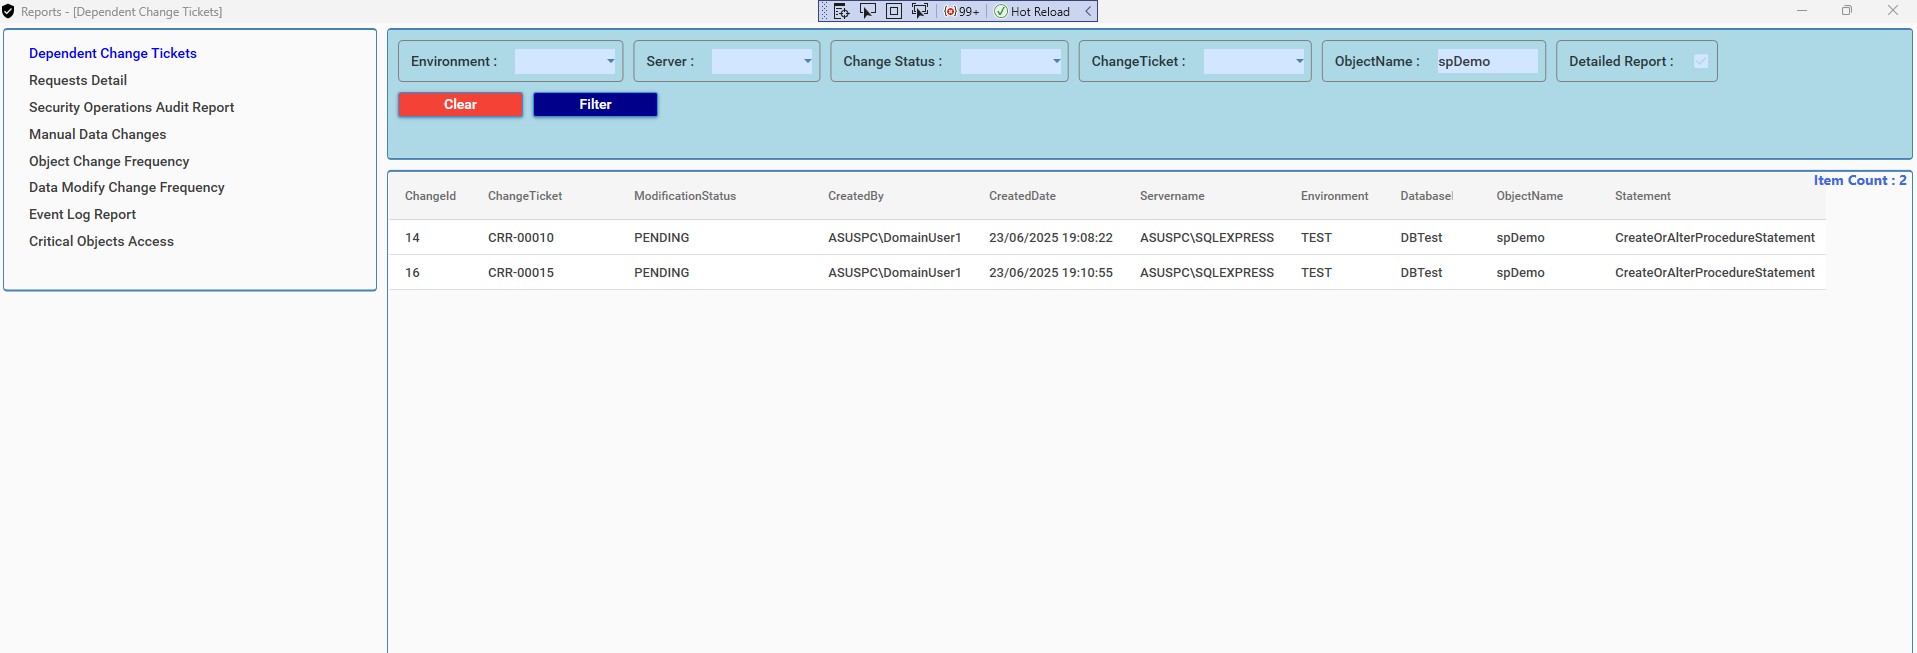 Reports - [Dependent Change Tickets]
99+ Hot Reload
Dependent Change Tickets
Requests Detail
Security Operations Audit Report
Manual Data Changes
Object Change Frequency
Data Modify Change Frequency
Event Log Report
Critical Objects Access
Environment : Server : Change Status : ChangeTicket : ObjectName : spDemo Detailed Report :
Clear Filter
Item Count : 2
ChangeId ChangeTicket ModificationStatus CreatedBy CreatedDate Servername Environment Database ObjectName Statement
14 CRR-00010 PENDING ASUSPC\DomainUser1 23/06/2025 19:08:22 ASUSPC\SQLEXPRESS TEST DBTest spDemo CreateOrAlterProcedureStatement
16 CRR-00015 PENDING ASUSPC\DomainUser1 23/06/2025 19:10:55 ASUSPC\SQLEXPRESS TEST DBTest spDemo CreateOrAlterProcedureStatement